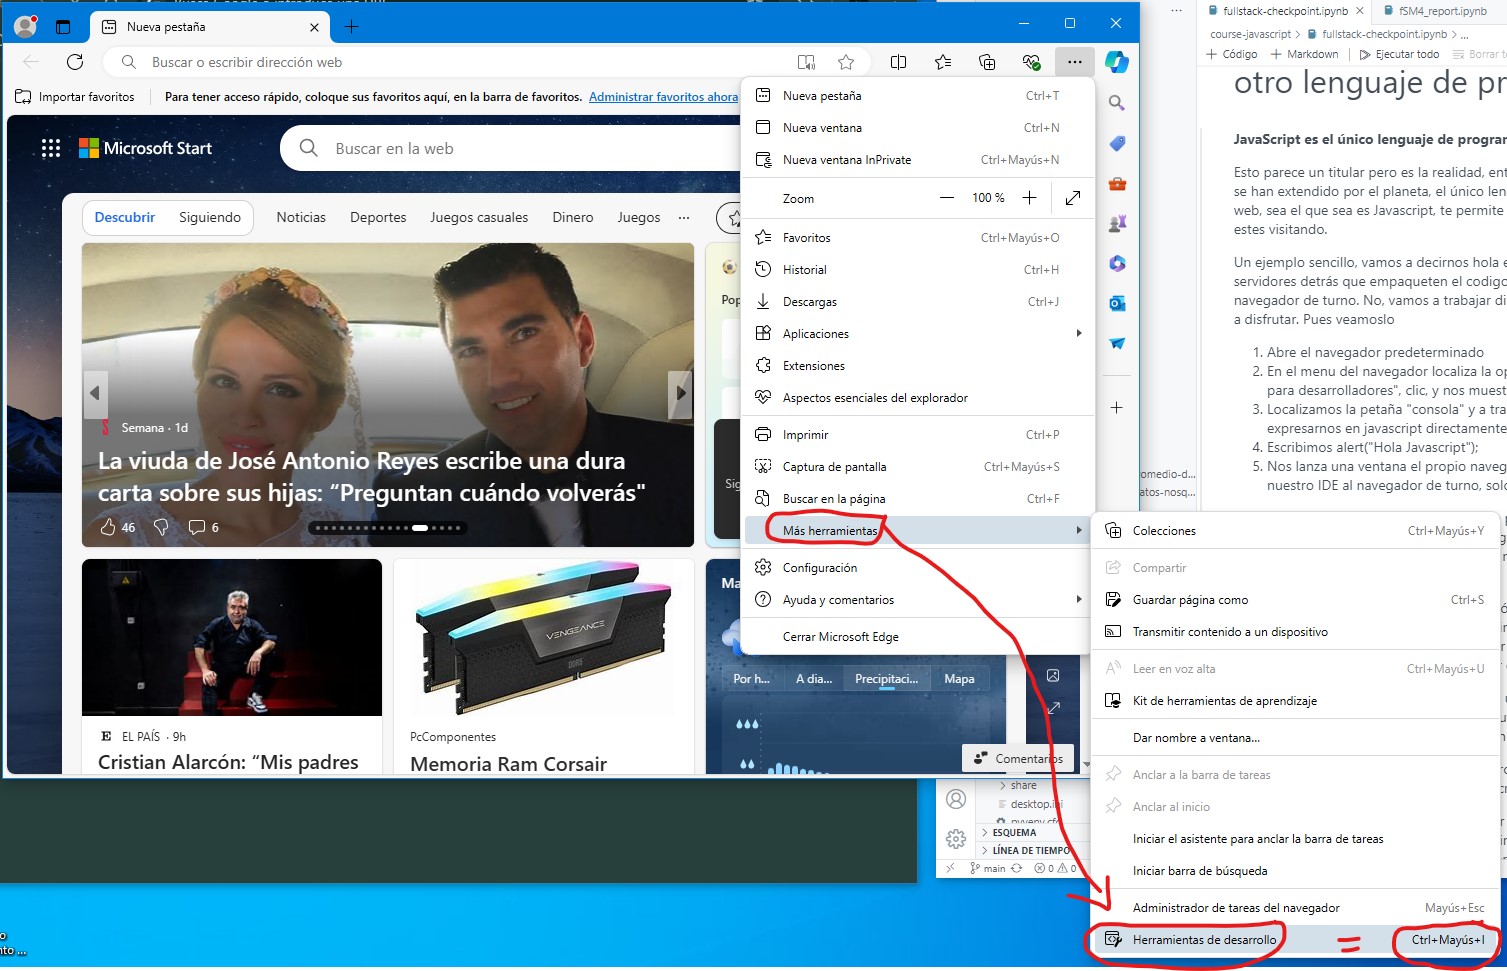 Nueva pestaña
Buscar o escribir dirección web
Importar favoritos
Para tener acceso rápido, coloque sus favoritos aquí, en la barra de favoritos. Administrar favoritos ahora
Microsoft Start
Buscar en la web
Descubrir Siguiendo Noticias Deportes Juegos casuales Dinero Juegos ...
Semana · 1d
La viuda de José Antonio Reyes escribe una dura
carta sobre sus hijas: “Preguntan cuándo volverás"
46 6
VENGEANCE
DDR5
EL PAÍS · 9h
Cristian Alarcón: “Mis padres
PcComponentes
Memoria Ram Corsair
Por h... A dia... Precipitaci... Mapa
Comentarios
Nueva pestaña Ctrl+T
Nueva ventana Ctrl+N
Nueva ventana InPrivate Ctrl+Mayús+N
Zoom 100 %
Favoritos Ctrl+Mayús+O
Historial Ctrl+H
Descargas Ctrl+J
Aplicaciones
Extensiones
Aspectos esenciales del explorador
Imprimir Ctrl+P
Captura de pantalla Ctrl+Mayús+S
Buscar en la página Ctrl+F
Más herramientas
Configuración
Ayuda y comentarios
Cerrar Microsoft Edge
Colecciones Ctrl+Mayús+Y
Compartir
Guardar página como Ctrl+S
Transmitir contenido a un dispositivo
Leer en voz alta Ctrl+Mayús+U
Kit de herramientas de aprendizaje
Dar nombre a ventana...
Anclar a la barra de tareas
Anclar al inicio
Iniciar el asistente para anclar la barra de tareas
Iniciar barra de búsqueda
Administrador de tareas del navegador Mayús+Esc
Herramientas de desarrollo = Ctrl+Mayús+I
fullstack-checkpoint.ipynb fSM4_report.ipynb
course-javascript > fullstack-checkpoint.ipynb > ...
+ Código + Markdown Ejecutar todo Borrar
otro lenguaje de
JavaScript es el único lenguaje de
Esto parece un titular pero es la realidad,
se han extendido por el planeta, el único
web, sea el que sea es Javascript, te permite
estes visitando.
Un ejemplo sencillo, vamos a decirnos hola
servidores detrás que empaqueten el codigo
navegador de turno. No, vamos a trabajar
a disfrutar. Pues veamoslo
1. Abre el navegador predeterminado
2. En el menu del navegador localiza la
para desarrolladores", clic, y nos
3. Localizamos la petaña "consola" y a
expresarnos en javascript directamente
4. Escribimos alert("Hola Javascript");
5. Nos lanza una ventana el propio
nuestro IDE al navegador de turno,
share
desktop.ini
ESQUEMA
LÍNEA DE TIEMPO
main 0 0